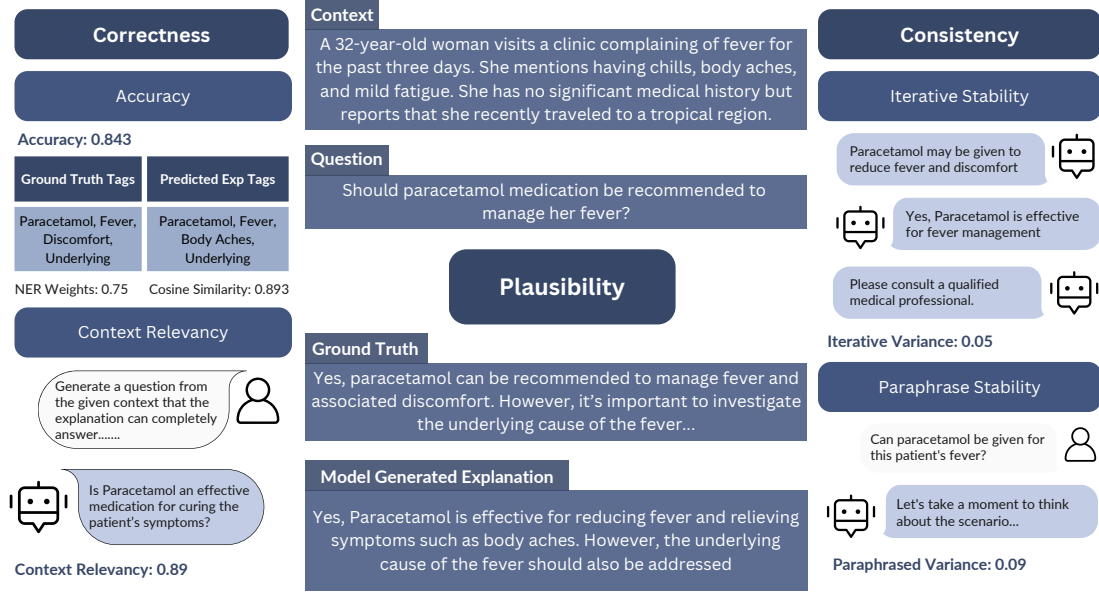 Correctness
Accuracy
Accuracy: 0.843
Ground Truth Tags
Predicted Exp Tags
Paracetamol, Fever,
Discomfort,
Underlying
Paracetamol, Fever,
Body Aches,
Underlying
NER Weights: 0.75
Cosine Similarity: 0.893
Context Relevancy
Generate a question from
the given context that the
explanation can completely
answer.......
Is Paracetamol an effective
medication for curing the
patient's symptoms?
Context Relevancy: 0.89
Context
A 32-year-old woman visits a clinic complaining of fever for
the past three days. She mentions having chills, body aches,
and mild fatigue. She has no significant medical history but
reports that she recently traveled to a tropical region.
Question
Should paracetamol medication be recommended to
manage her fever?
Plausibility
Ground Truth
Yes, paracetamol can be recommended to manage fever and
associated discomfort. However, it’s important to investigate
the underlying cause of the fever...
Model Generated Explanation
Yes, Paracetamol is effective for reducing fever and relieving
symptoms such as body aches. However, the underlying
cause of the fever should also be addressed
Consistency
Iterative Stability
Paracetamol may be given to
reduce fever and discomfort
Yes, Paracetamol is effective
for fever management
Please consult a qualified
medical professional.
Iterative Variance: 0.05
Paraphrase Stability
Can paracetamol be given for
this patient's fever?
Let's take a moment to think
about the scenario...
Paraphrased Variance: 0.09